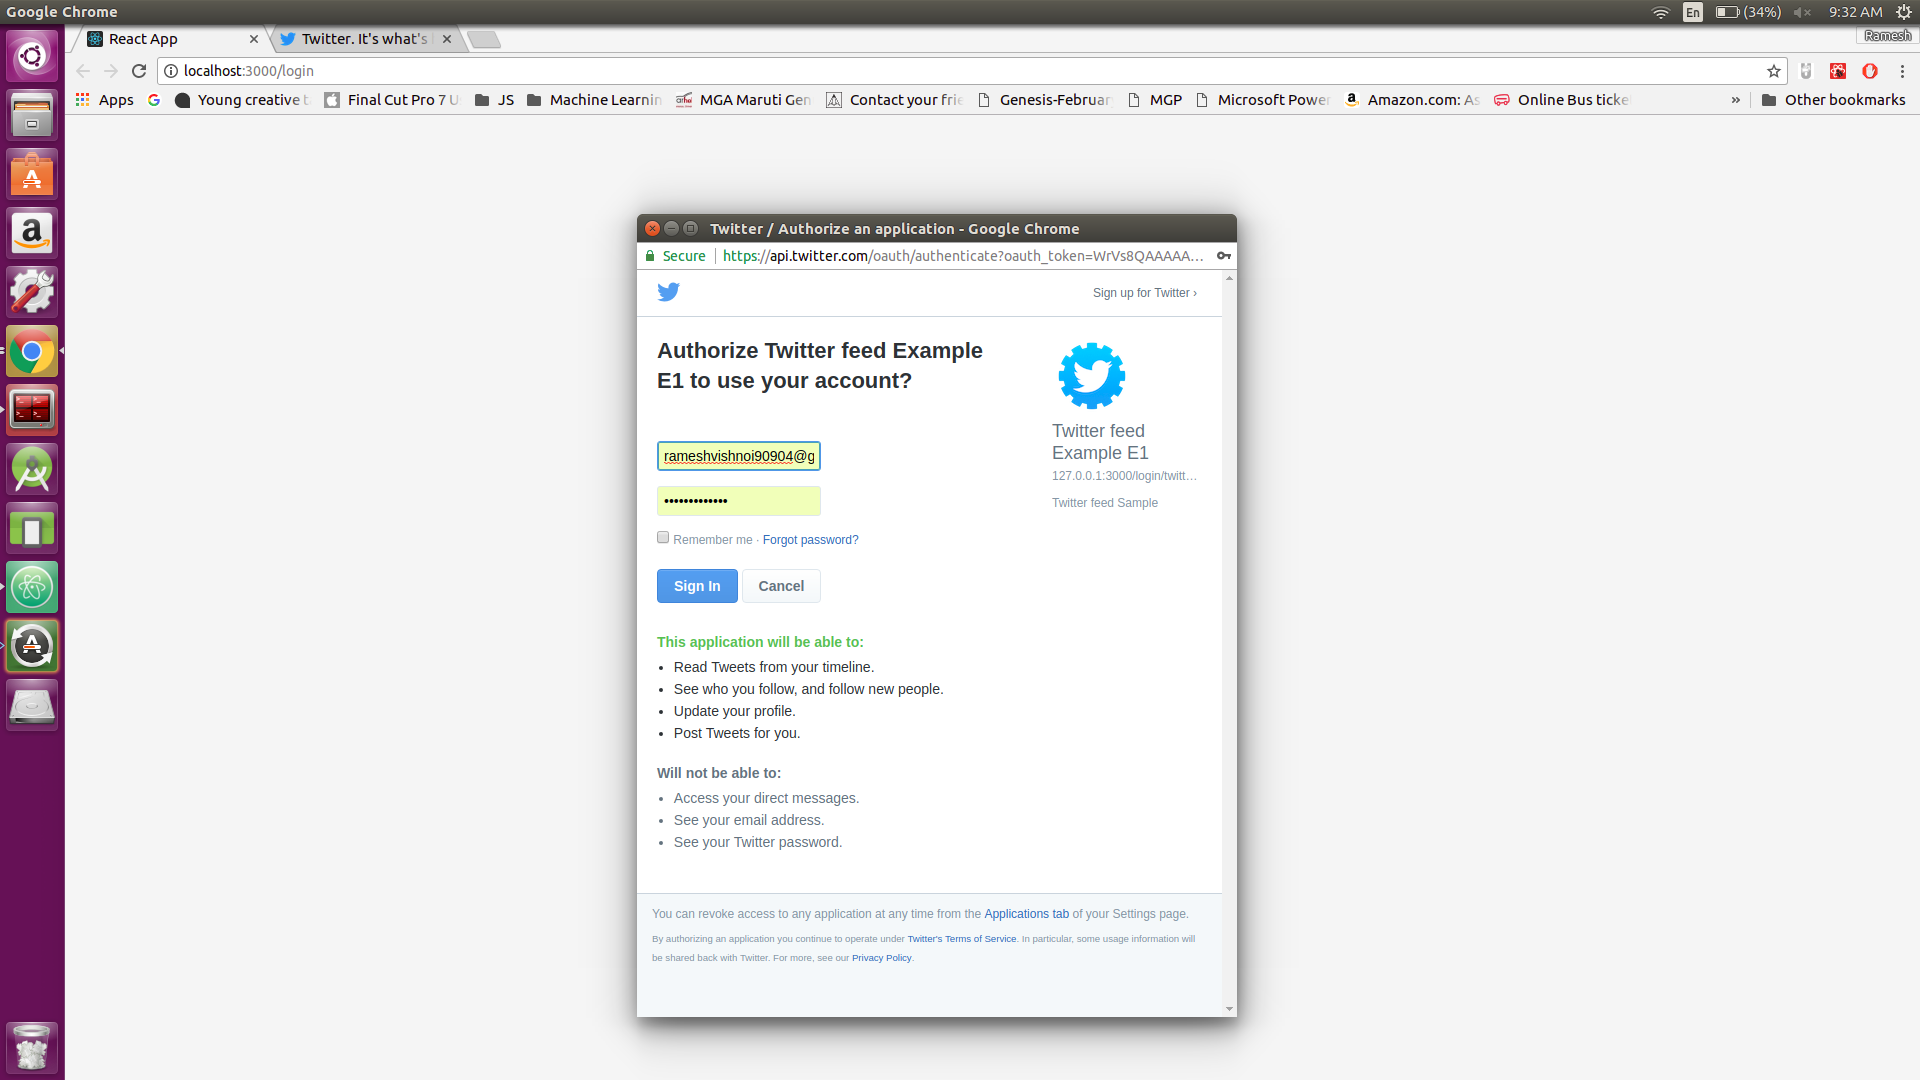 Google Chrome
En
(34%)
9:32 AM
React App
Twitter. It's what's
Ramesh
localhost:3000/login
Apps
Young creative t
Final Cut Pro 7 U
JS
Machine Learnin
MGA Maruti Gen
Contact your frie
Genesis-Februar
MGP
Microsoft Power
Amazon.com: As
Online Bus ticke
»
Other bookmarks
Twitter / Authorize an application - Google Chrome
Secure
https://api.twitter.com/oauth/authenticate?oauth_token=WrVs8QAAAAA...
Sign up for Twitter ›
Authorize Twitter feed Example
E1 to use your account?
rameshvishnoi90904@g
•••••••••••••
Remember me · Forgot password?
Sign In
Cancel
Twitter feed
Example E1
127.0.0.1:3000/login/twitt...
Twitter feed Sample
This application will be able to:
• Read Tweets from your timeline.
• See who you follow, and follow new people.
• Update your profile.
• Post Tweets for you.
Will not be able to:
• Access your direct messages.
• See your email address.
• See your Twitter password.
You can revoke access to any application at any time from the Applications tab of your Settings page.
By authorizing an application you continue to operate under Twitter's Terms of Service. In particular, some usage information will
be shared back with Twitter. For more, see our Privacy Policy.